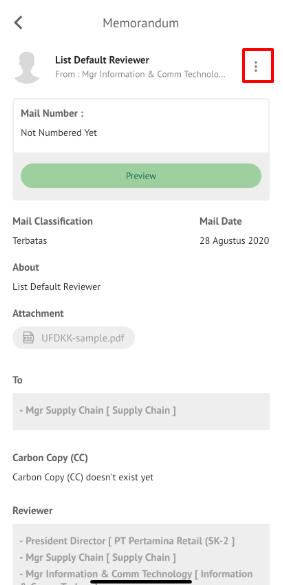 Memorandum
List Default Reviewer
From : Mgr Information & Comm Technolo...
Mail Number :
Not Numbered Yet
Preview
Mail Classification
Mail Date
Terbatas
28 Agustus 2020
About
List Default Reviewer
Attachment
UFDKK-sample.pdf
To
- Mgr Supply Chain [ Supply Chain ]
Carbon Copy (CC)
Carbon Copy (CC) doesn't exist yet
Reviewer
- President Director [ PT Pertamina Retail (SK-2 ]
- Mgr Supply Chain [ Supply Chain ]
- Mgr Information & Comm Technology [ Information